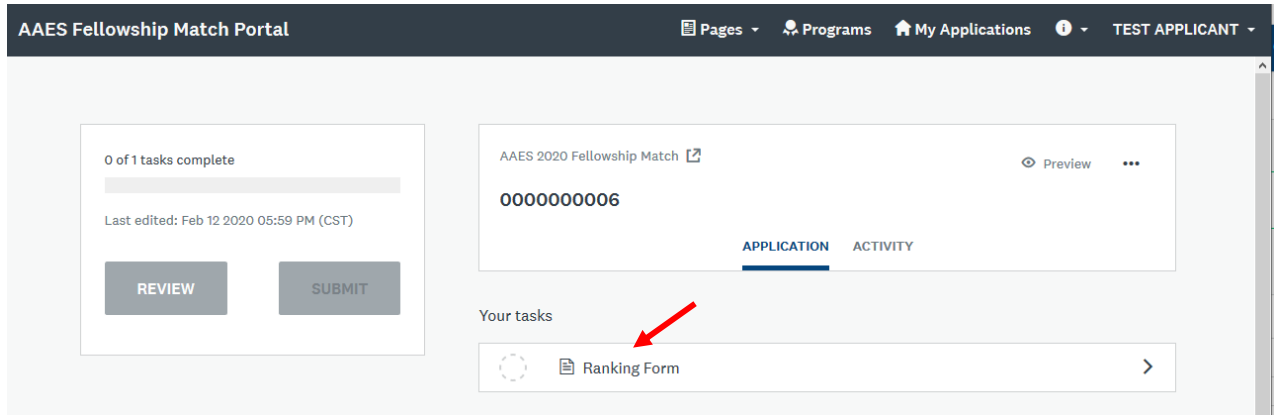 AAES Fellowship Match Portal Pages Programs My Applications TEST APPLICANT
0 of 1 tasks complete
Last edited: Feb 12 2020 05:59 PM (CST)
REVIEW SUBMIT
AAES 2020 Fellowship Match
Preview
0000000006
APPLICATION ACTIVITY
Your tasks
Ranking Form